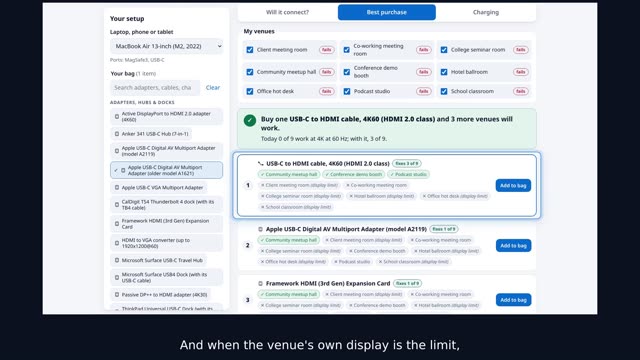 Your setup
Laptop, phone or tablet
MacBook Air 13-inch (M2, 2022)
Ports: MagSafe3, USB-C
Your bag (1 item)
Search adapters, cables, cha
Clear
ADAPTERS, HUBS & DOCKS
Active DisplayPort to HDMI 2.0 adapter
(4K60)
Anker 341 USB-C Hub (7-in-1)
Apple USB-C Digital AV Multiport Adapter
(model A2119)
✓ Apple USB-C Digital AV Multiport
Adapter (older model A1621)
Apple USB-C VGA Multiport Adapter
CalDigit TS4 Thunderbolt 4 dock (with its
TB4 cable)
Framework HDMI (3rd Gen) Expansion
Card
HDMI to VGA converter (up to
1920x1200@60)
Microsoft Surface USB-C Travel Hub
Microsoft Surface USB4 Dock (with its
USB-C cable)
Passive DP++ to HDMI adapter (4K30)
ThinkPad Universal USB-C Dock (with its
Will it connect?
Best purchase
Charging
My venues
Client meeting room fails
Co-working meeting
room fails
College seminar room fails
Community meetup hall fails
Conference demo
booth fails
Hotel ballroom fails
Office hot desk fails
Podcast studio fails
School classroom fails
✓ Buy one USB-C to HDMI cable, 4K60 (HDMI 2.0 class) and 3 more venues will
work.
Today 0 of 9 work at 4K at 60 Hz; with it, 3 of 9.
1
USB-C to HDMI cable, 4K60 (HDMI 2.0 class) fixes 3 of 9
✓ Community meetup hall ✓ Conference demo booth ✓ Podcast studio
✕ Client meeting room (display limit) ✕ Co-working meeting room
✕ College seminar room (display limit) ✕ Hotel ballroom (display limit) ✕ Office hot desk (display limit)
✕ School classroom (display limit)
Add to bag
2
Apple USB-C Digital AV Multiport Adapter (model A2119) fixes 1 of 9
✓ Community meetup hall ✕ Client meeting room (display limit) ✕ Co-working meeting room
✕ College seminar room (display limit) ✕ Conference demo booth ✕ Hotel ballroom (display limit)
✕ Office hot desk (display limit) ✕ Podcast studio ✕ School classroom (display limit)
Add to bag
3
Framework HDMI (3rd Gen) Expansion Card fixes 1 of 9
✓ Community meetup hall ✕ Client meeting room (display limit) ✕ Co-working meeting room
✕ College seminar room (display limit) ✕ Conference demo booth ✕ Hotel ballroom (display limit)
Add to bag
And when the venue's own display is the limit,